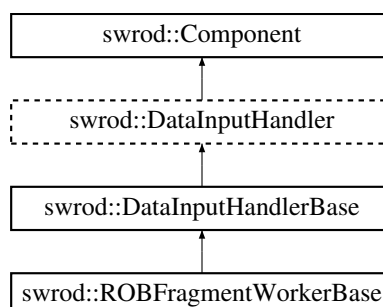 swrod::Component
swrod::DataInputHandler
swrod::DataInputHandlerBase
swrod::ROBFragmentWorkerBase